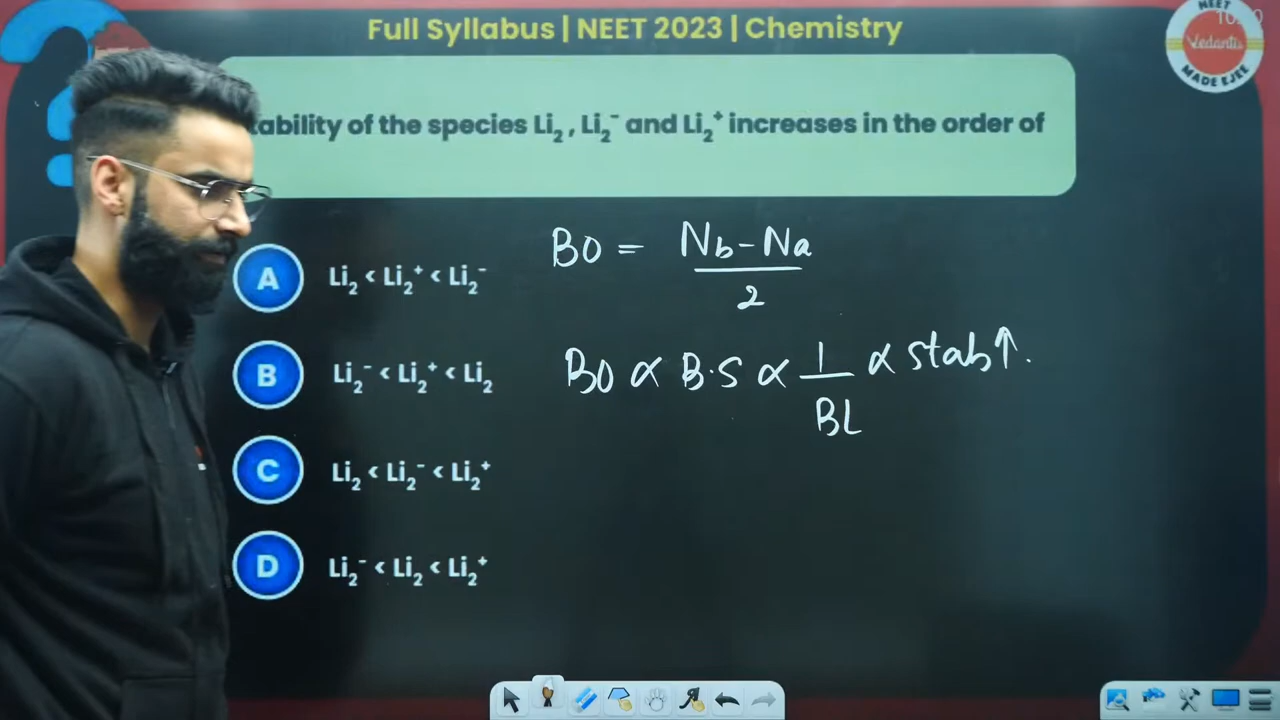 Full Syllabus | NEET 2023 | Chemistry
NEET
Vedantu
MADE EJEE
of the species Li₂, Li₂⁻ and Li₂⁺ increases in the order of
A Li₂ < Li₂⁺ < Li₂⁻
B Li₂⁻ < Li₂⁺ < Li₂
C Li₂ < Li₂⁻ < Li₂⁺
D Li₂⁻ < Li₂ < Li₂⁺
BO = Nb-Na
2
BO ∝ B.S ∝ 1 ∝ stab↑.
BL